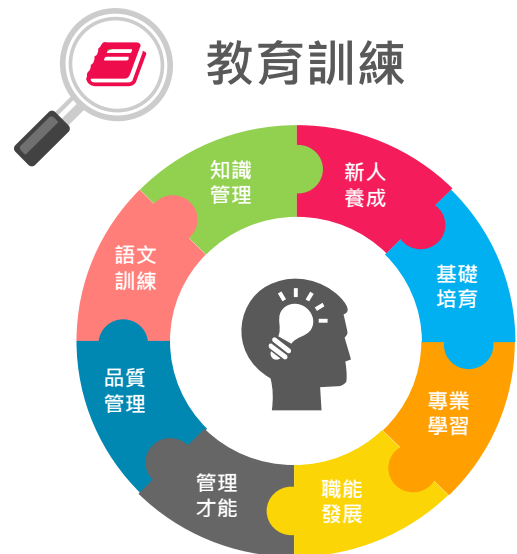 教育訓練
新人
養成
基礎
培育
專業
學習
職能
發展
管理
才能
品質
管理
語文
訓練
知識
管理